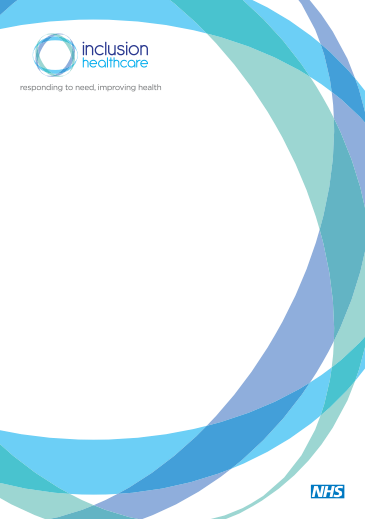 inclusion
healthcare
responding to need, improving health
NHS